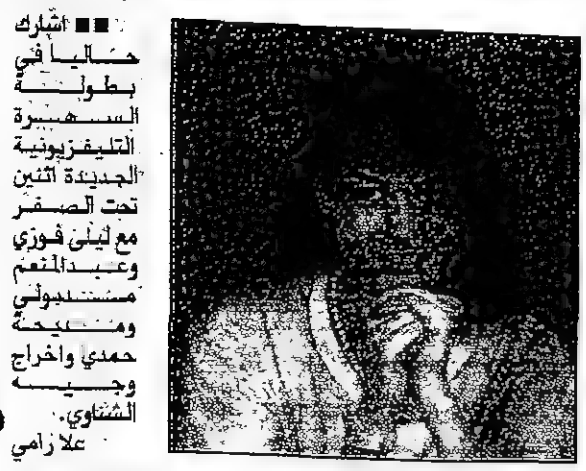 ■■ اشارك
حاليا في
بطولة
السهرة
التليفزيونية
الجديدة اثنين
تحت الصفر
مع ليلى فوزي
وعبدالمنعم
مدبولي
ومديحة
حمدي واخراج
وجيه
الشناوي.
علا رامي